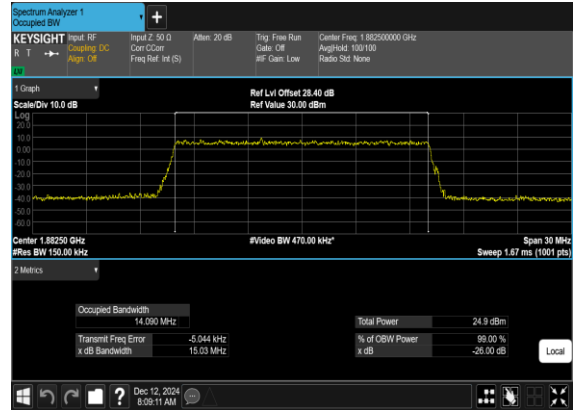 Spectrum Analyzer 1
Occupied BW
KEYSIGHT Input: RF Input Z: 50 Ω Atten: 20 dB Trig: Free Run Center Freq: 1.882500000 GHz
R T Coupling: DC Corr CCorr Gate: Off Avg|Hold: 100/100
Align: Off Freq Ref: Int (S) #IF Gain: Low Radio Std: None
1 Graph
Ref Lvl Offset 28.40 dB
Scale/Div 10.0 dB Ref Value 30.00 dBm
Log
20.0
10.0
0.00
-10.0
-20.0
-30.0
-40.0
-50.0
-60.0
Center 1.88250 GHz #Video BW 470.00 kHz* Span 30 MHz
#Res BW 150.00 kHz Sweep 1.67 ms (1001 pts)
2 Metrics
Occupied Bandwidth
14.090 MHz Total Power 24.9 dBm
Transmit Freq Error -5.044 kHz % of OBW Power 99.00 %
x dB Bandwidth 15.03 MHz x dB -26.00 dB
Local
?
Dec 12, 2024
8:09:11 AM